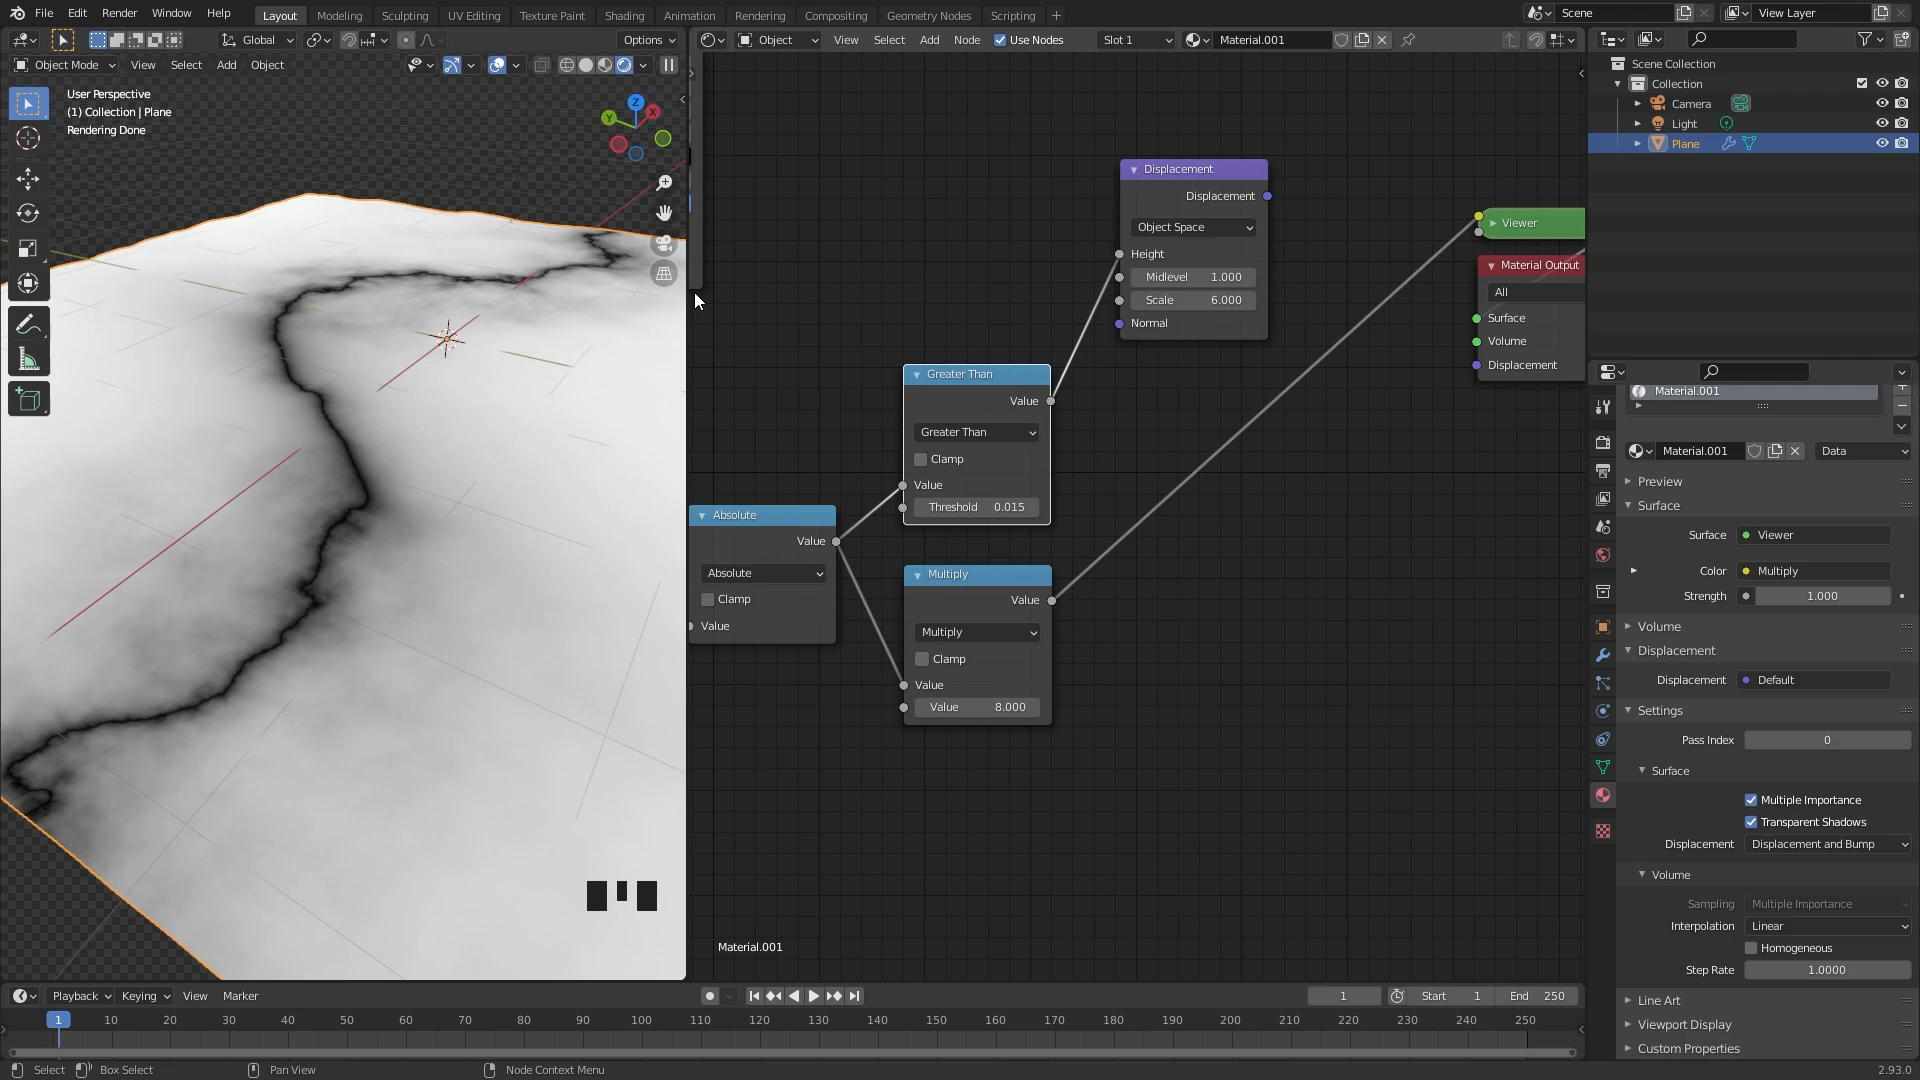 File Edit Render Window Help
Layout Modeling Sculpting UV Editing Texture Paint Shading Animation Rendering Compositing Geometry Nodes Scripting +
Scene
View Layer
Global
Options
Object Mode View Select Add Object
User Perspective
(1) Collection | Plane
Rendering Done
Z
X
Y
Object View Select Add Node Use Nodes Slot 1 Material.001
Displacement
Displacement
Object Space
Height
Midlevel 1.000
Scale 6.000
Normal
Viewer
Material Output
All
Surface
Volume
Displacement
Greater Than
Value
Greater Than
Clamp
Value
Threshold 0.015
Absolute
Value
Absolute
Clamp
Value
Multiply
Value
Multiply
Clamp
Value
Value 8.000
Material.001
Scene Collection
Collection
Camera
Light
Plane
Material.001
Material.001 Data
Preview
Surface
Surface Viewer
Color Multiply
Strength 1.000
Volume
Displacement
Displacement Default
Settings
Pass Index 0
Surface
Multiple Importance
Transparent Shadows
Displacement Displacement and Bump
Volume
Sampling Multiple Importance
Interpolation Linear
Homogeneous
Step Rate 1.0000
Line Art
Viewport Display
Custom Properties
Playback Keying View Marker
1 Start 1 End 250
1 10 20 30 40 50 60 70 80 90 100 110 120 130 140 150 160 170 180 190 200 210 220 230 240 250
Select Box Select Pan View Node Context Menu 2.93.0